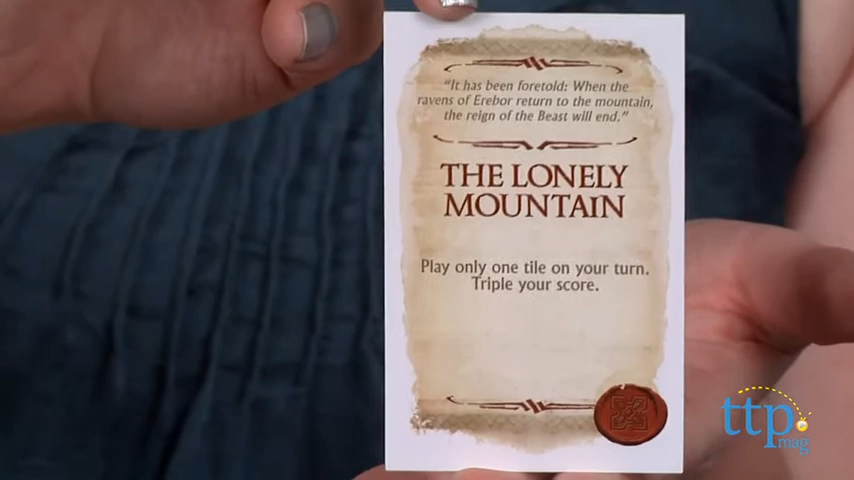 "It has been foretold: When the
ravens of Erebor return to the mountain,
the reign of the Beast will end."
THE LONELY
MOUNTAIN
Play only one tile on your turn.
Triple your score.
ttp
mag